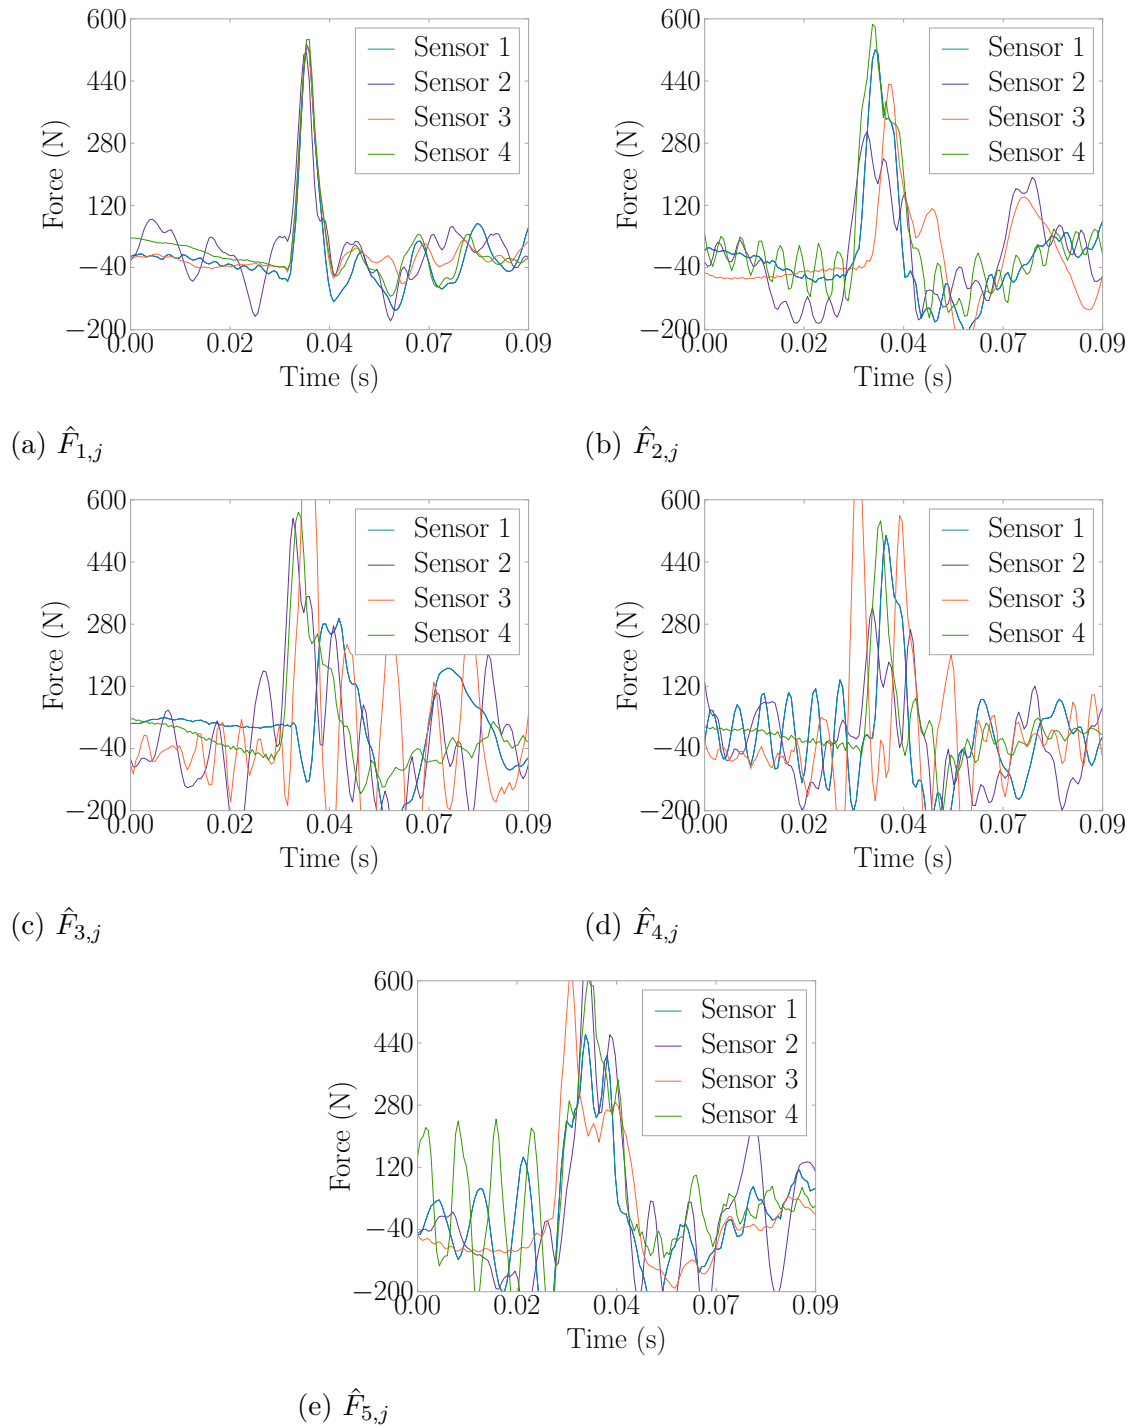 600
440
280
120
−40
−200
Force (N)
0.00 0.02 0.04 0.07 0.09
Time (s)
Sensor 1
Sensor 2
Sensor 3
Sensor 4
(a) F̂1,j
600
440
280
120
−40
−200
Force (N)
0.00 0.02 0.04 0.07 0.09
Time (s)
Sensor 1
Sensor 2
Sensor 3
Sensor 4
(b) F̂2,j
600
440
280
120
−40
−200
Force (N)
0.00 0.02 0.04 0.07 0.09
Time (s)
Sensor 1
Sensor 2
Sensor 3
Sensor 4
(c) F̂3,j
600
440
280
120
−40
−200
Force (N)
0.00 0.02 0.04 0.07 0.09
Time (s)
Sensor 1
Sensor 2
Sensor 3
Sensor 4
(d) F̂4,j
600
440
280
120
−40
−200
Force (N)
0.00 0.02 0.04 0.07 0.09
Time (s)
Sensor 1
Sensor 2
Sensor 3
Sensor 4
(e) F̂5,j